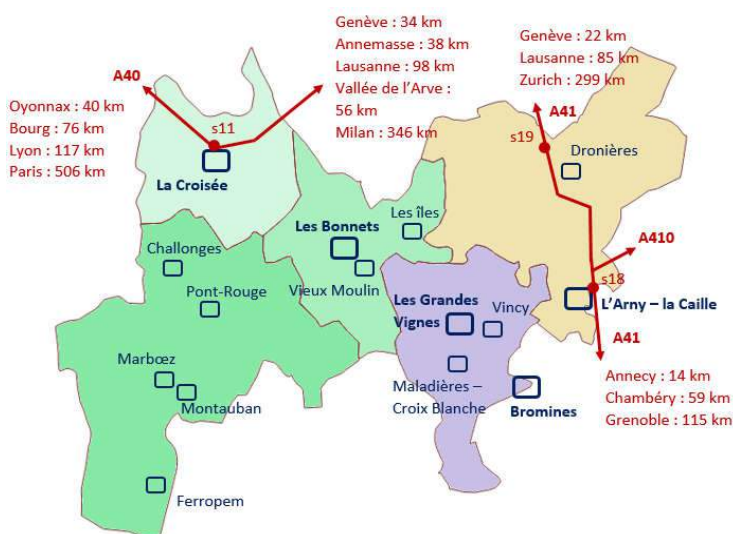 Genève : 34 km
Annemasse : 38 km
Lausanne : 98 km
Vallée de l'Arve :
56 km
Milan : 346 km
Genève : 22 km
Lausanne : 85 km
Zurich : 299 km
A40
A41
Oyonnax : 40 km
Bourg : 76 km
Lyon : 117 km
Paris : 506 km
s11
s19
Dronières
La Croisée
Les îles
Les Bonnets
Challonges
A410
Vieux Moulin
s18
Pont-Rouge
Les Grandes
Vignes
Vincy
L'Arny – la Caille
A41
Marbœz
Montauban
Maladières –
Croix Blanche
Bromines
Annecy : 14 km
Chambéry : 59 km
Grenoble : 115 km
Ferropem